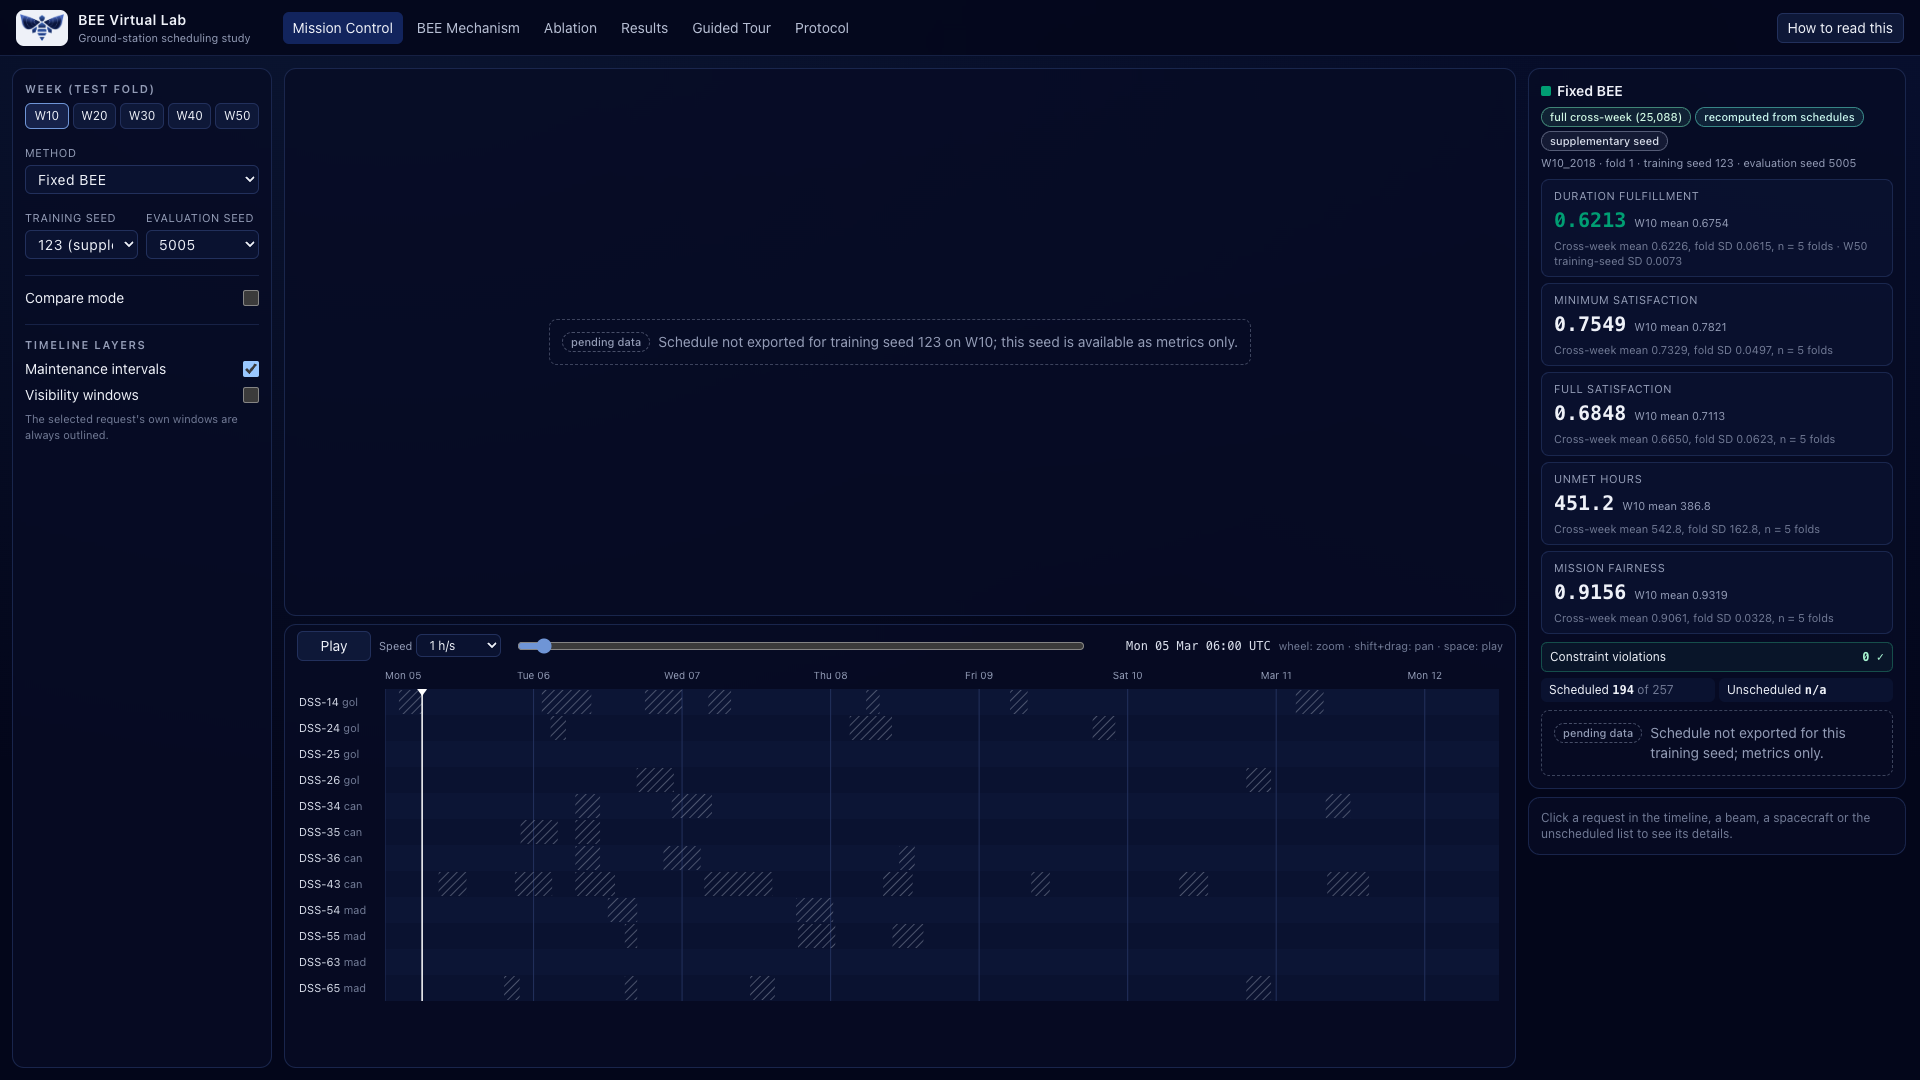 BEE Virtual Lab
Ground-station scheduling study
Mission Control
BEE Mechanism
Ablation
Results
Guided Tour
Protocol
How to read this
WEEK (TEST FOLD)
W10 W20 W30 W40 W50
METHOD
Fixed BEE
TRAINING SEED EVALUATION SEED
123 (supple 5005
Compare mode
TIMELINE LAYERS
Maintenance intervals
Visibility windows
The selected request's own windows are
always outlined.
pending data Schedule not exported for training seed 123 on W10; this seed is available as metrics only.
Play Speed 1 h/s Mon 05 Mar 06:00 UTC wheel: zoom · shift+drag: pan · space: play
Mon 05 Tue 06 Wed 07 Thu 08 Fri 09 Sat 10 Mar 11 Mon 12
DSS-14 gol
DSS-24 gol
DSS-25 gol
DSS-26 gol
DSS-34 can
DSS-35 can
DSS-36 can
DSS-43 can
DSS-54 mad
DSS-55 mad
DSS-63 mad
DSS-65 mad
Fixed BEE
full cross-week (25,088) recomputed from schedules
supplementary seed
W10_2018 · fold 1 · training seed 123 · evaluation seed 5005
DURATION FULFILLMENT
0.6213 W10 mean 0.6754
Cross-week mean 0.6226, fold SD 0.0615, n = 5 folds · W50
training-seed SD 0.0073
MINIMUM SATISFACTION
0.7549 W10 mean 0.7821
Cross-week mean 0.7329, fold SD 0.0497, n = 5 folds
FULL SATISFACTION
0.6848 W10 mean 0.7113
Cross-week mean 0.6650, fold SD 0.0623, n = 5 folds
UNMET HOURS
451.2 W10 mean 386.8
Cross-week mean 542.8, fold SD 162.8, n = 5 folds
MISSION FAIRNESS
0.9156 W10 mean 0.9319
Cross-week mean 0.9061, fold SD 0.0328, n = 5 folds
Constraint violations 0 ✓
Scheduled 194 of 257 Unscheduled n/a
pending data Schedule not exported for this
training seed; metrics only.
Click a request in the timeline, a beam, a spacecraft or the
unscheduled list to see its details.